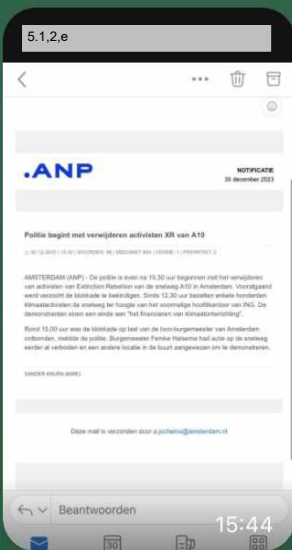 5.1,2,e
.ANP
NOTIFICATIE
30 december 2023
Politie begint met verwijderen activisten XR van A10
AMSTERDAM (ANP) - De politie is even na 15.30 uur begonnen met het verwijderen
van activisten van Extinction Rebellion van de snelweg A10 in Amsterdam. Voorafgaand
werd verzocht de blokkade te beëindigen. Sinds 12.30 uur bezetten enkele honderden
klimaatactivisten de snelweg ter hoogte van het voormalige hoofdkantoor van ING. De
demonstranten eisen een einde aan "het financieren van klimaatontwrichting".
Rond 15.00 uur was de blokkade op last van de loco-burgemeester van Amsterdam
ontbonden, meldde de politie. Burgemeester Femke Halsema had actie op de snelweg
eerder al verboden en een andere locatie in de buurt aangewezen om te demonstreren.
Deze mail is verzonden door a.jochems@amsterdam.nl
Beantwoorden
15:44
30